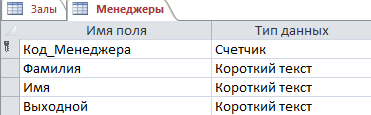 Залы Менеджеры
Имя поля Тип данных
Код_Менеджера Счетчик
Фамилия Короткий текст
Имя Короткий текст
Выходной Короткий текст